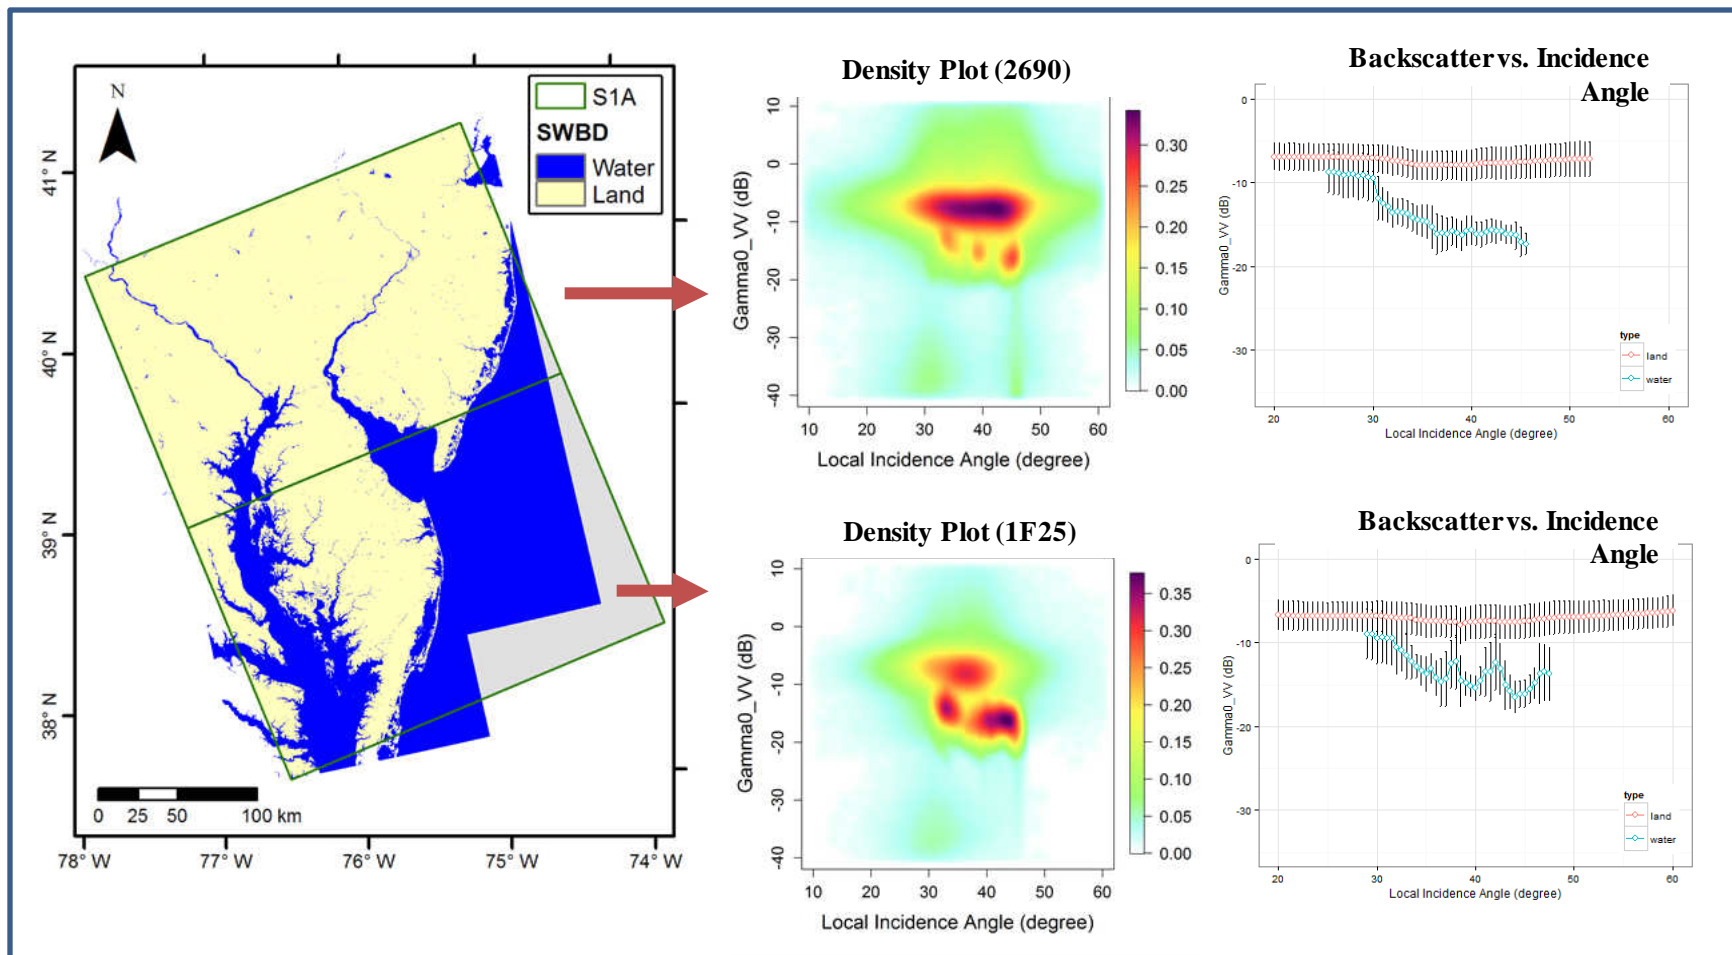 N
S1A
SWBD
Water
Land
41° N
40° N
39° N
38° N
0 25 50 100 km
78° W 77° W 76° W 75° W 74° W
Density Plot (2690)
Gamma0_VV (dB)
10
0
-10
-20
-30
-40
10 20 30 40 50 60
Local Incidence Angle (degree)
0.30
0.25
0.20
0.15
0.10
0.05
0.00
Backscatter vs. Incidence
Angle
Gamma0_VV (dB)
0
-10
-20
-30
type
land
water
20 30 40 50 60
Local Incidence Angle (degree)
Density Plot (1F25)
Gamma0_VV (dB)
10
0
-10
-20
-30
-40
10 20 30 40 50 60
Local Incidence Angle (degree)
0.35
0.30
0.25
0.20
0.15
0.10
0.05
0.00
Backscatter vs. Incidence
Angle
Gamma0_VV (dB)
0
-10
-20
-30
type
land
water
20 30 40 50 60
Local Incidence Angle (degree)